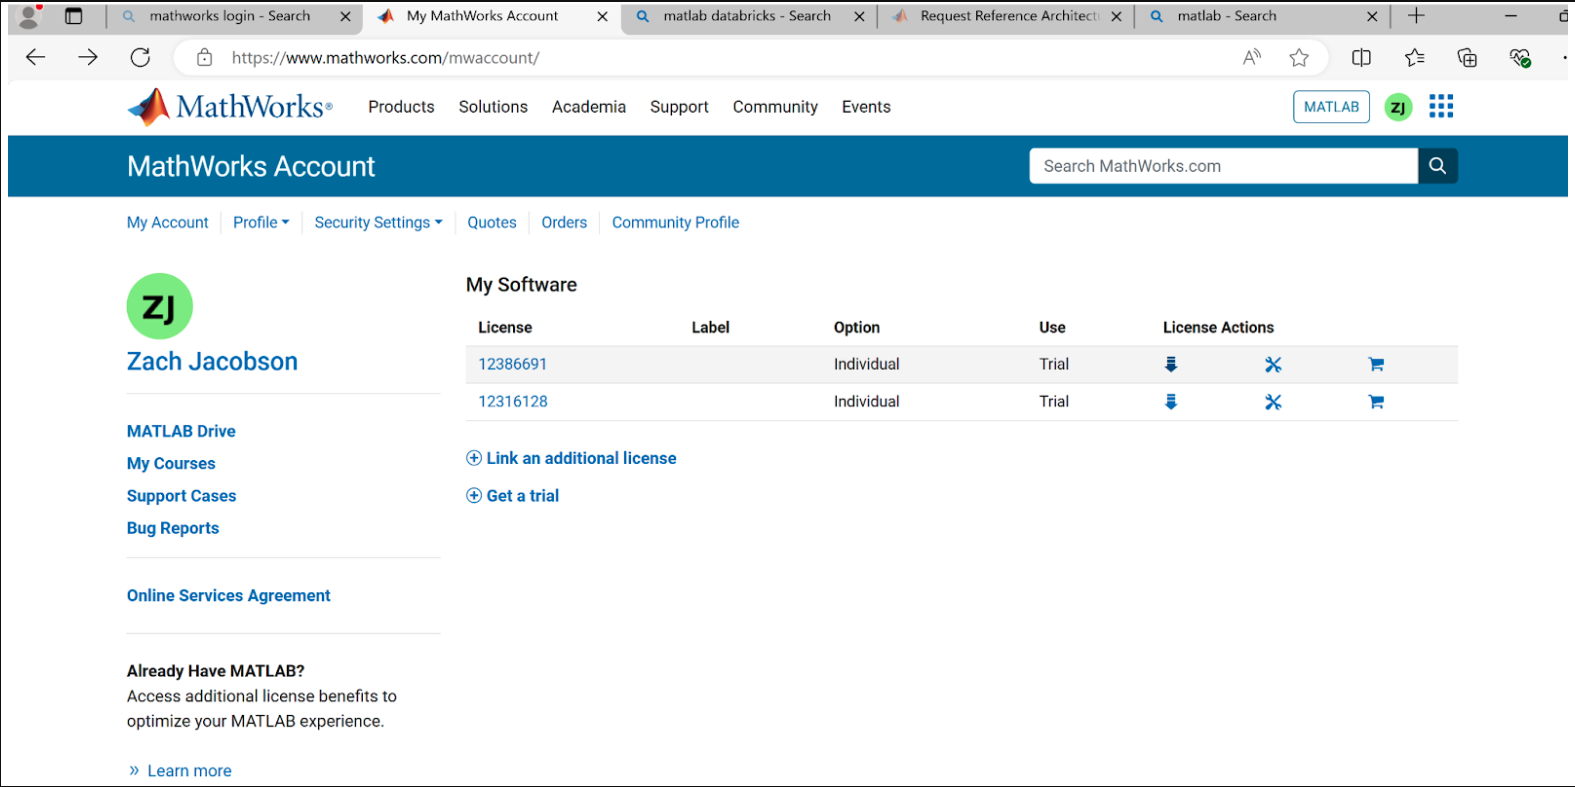 mathworks login - Search
My MathWorks Account
matlab databricks - Search
Request Reference Architect
matlab - Search
https://www.mathworks.com/mwaccount/
MathWorks®
Products Solutions Academia Support Community Events
MATLAB
ZJ
MathWorks Account
Search MathWorks.com
My Account Profile Security Settings Quotes Orders Community Profile
ZJ
Zach Jacobson
MATLAB Drive
My Courses
Support Cases
Bug Reports
Online Services Agreement
Already Have MATLAB?
Access additional license benefits to
optimize your MATLAB experience.
» Learn more
My Software
License Label Option Use License Actions
12386691 Individual Trial
12316128 Individual Trial
Link an additional license
Get a trial